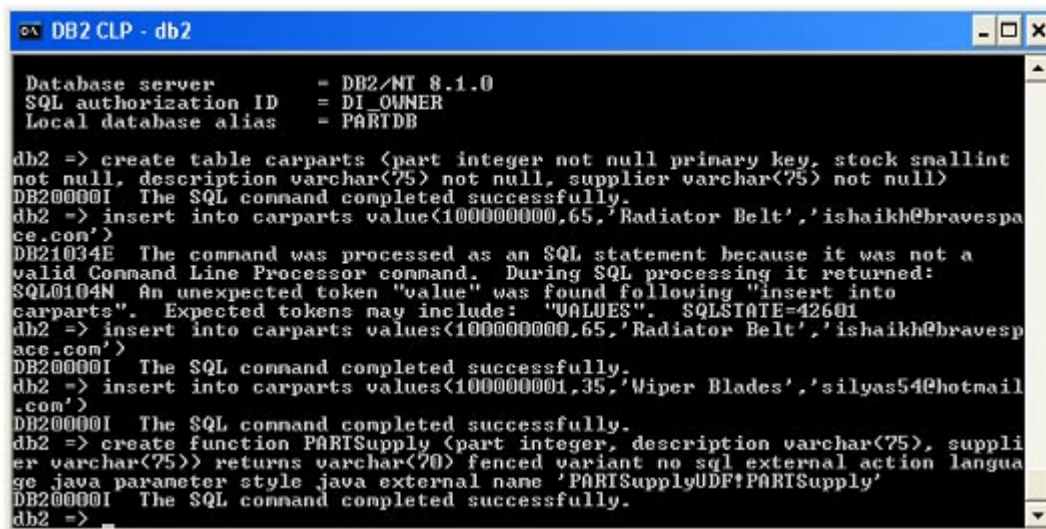 DB2 CLP - db2
Database server = DB2/NT 8.1.0
SQL authorization ID = DI_OWNER
Local database alias = PARTDB
db2 => create table carparts (part integer not null primary key, stock smallint
not null, description varchar(75) not null, supplier varchar(75) not null)
DB20000I The SQL command completed successfully.
db2 => insert into carparts value(100000000,65,'Radiator Belt','ishaikh@bravespa
ce.com')
DB21034E The command was processed as an SQL statement because it was not a
valid Command Line Processor command. During SQL processing it returned:
SQL0104N An unexpected token "value" was found following "insert into
carparts". Expected tokens may include: "VALUES". SQLSTATE=42601
db2 => insert into carparts values(100000000,65,'Radiator Belt','ishaikh@bravesp
ace.com')
DB20000I The SQL command completed successfully.
db2 => insert into carparts values(100000001,35,'Wiper Blades','silyas54@hotmail
.com')
DB20000I The SQL command completed successfully.
db2 => create function PARTSupply (part integer, description varchar(75), suppli
er varchar(75)) returns varchar(70) fenced variant no sql external action langua
ge java parameter style java external name 'PARTSupplyUDF!PARTSupply'
DB20000I The SQL command completed successfully.
db2 => _